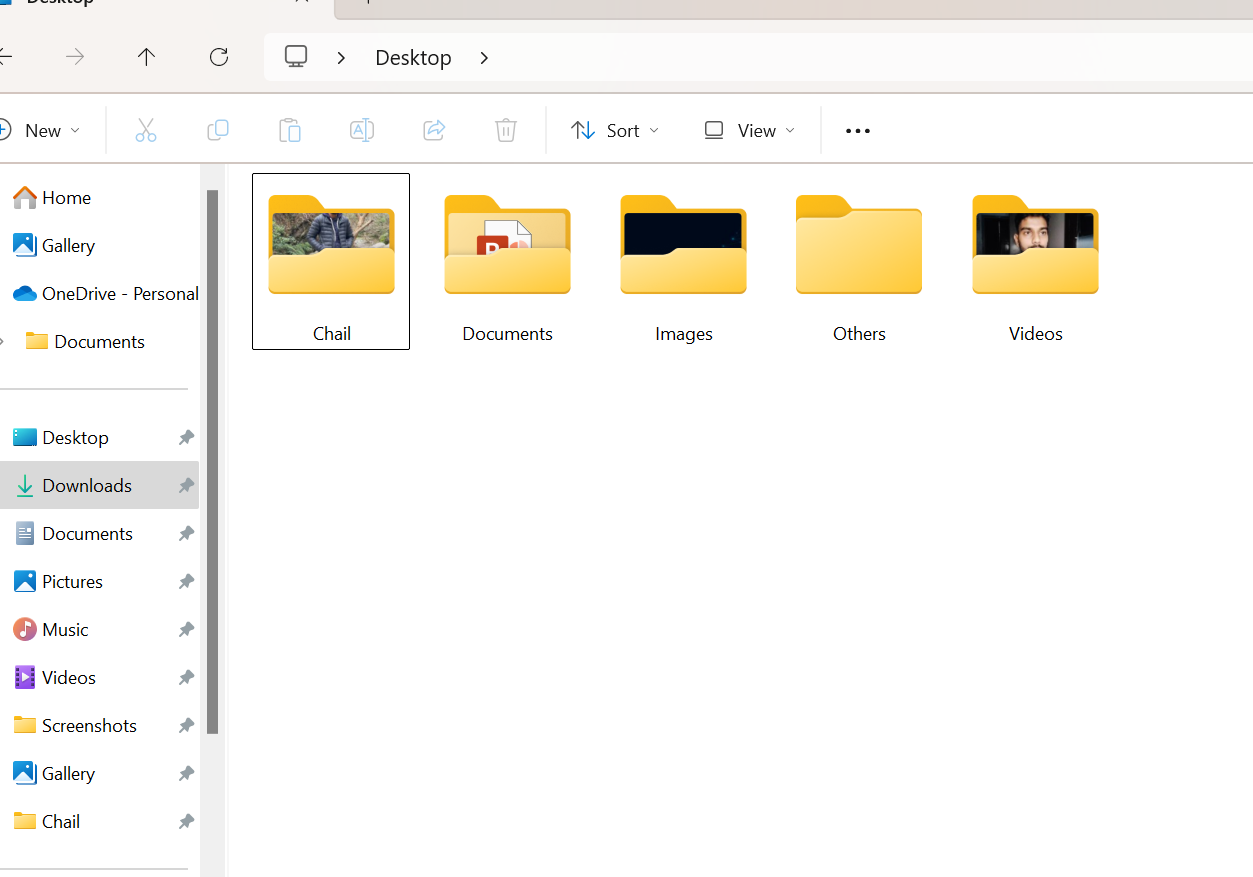 Desktop
Desktop
New
Sort
View
Home
Gallery
OneDrive - Personal
Documents
Desktop
Downloads
Documents
Pictures
Music
Videos
Screenshots
Gallery
Chail
Chail Documents Images Others Videos